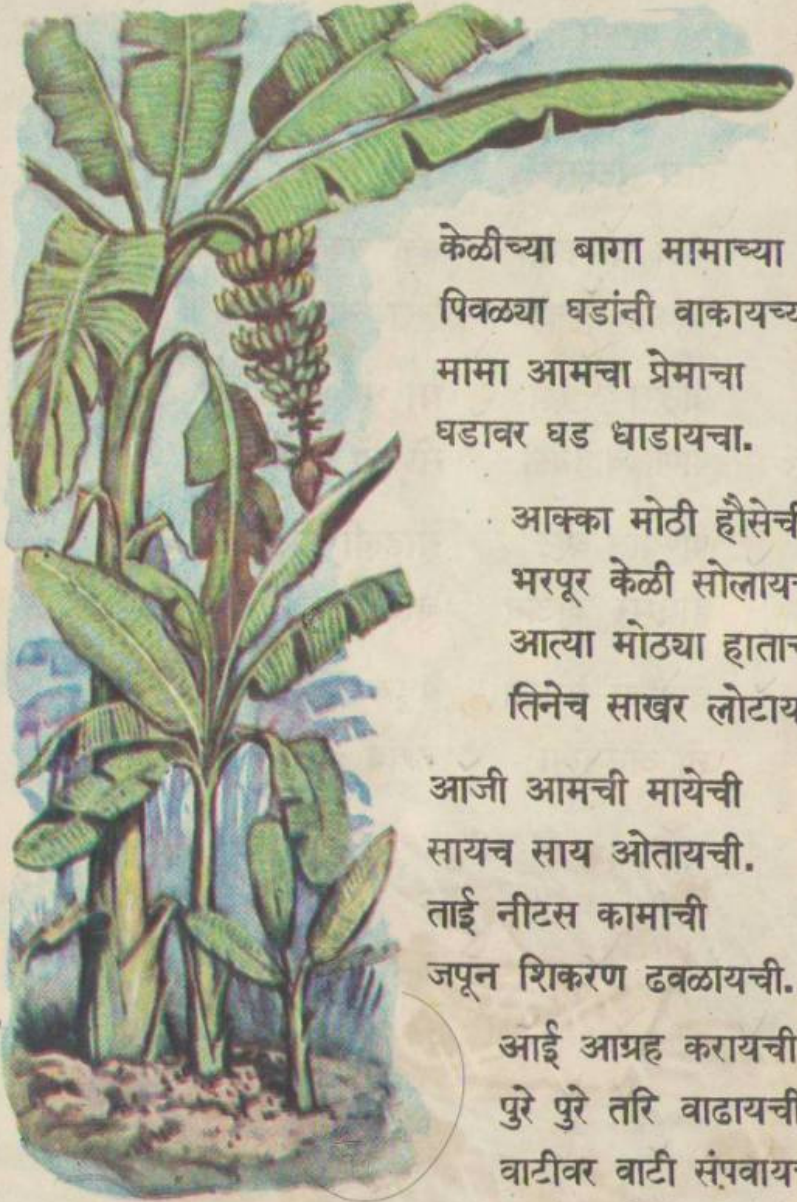 केळीच्या बागा मामाच्या
पिवळ्या घडांनी
मामा आमचा प्रेमाचा
घडावर घड धाडायचा.
आक्का मोठी हौसेची
भरपूर केळी
आत्या मोठ्या
तिनेच साखर
आजी आमची मायेची
सायच साय ओतायची.
ताई नीटस कामाची
जपून शिकरण ढवळायची.
आई आग्रह करायची
पुरे पुरे तरि वाढायची
वाटीवर वाटी